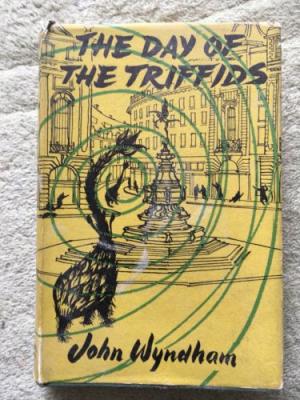 THE DAY OF
THE TRIFFIDS
John Wyndham